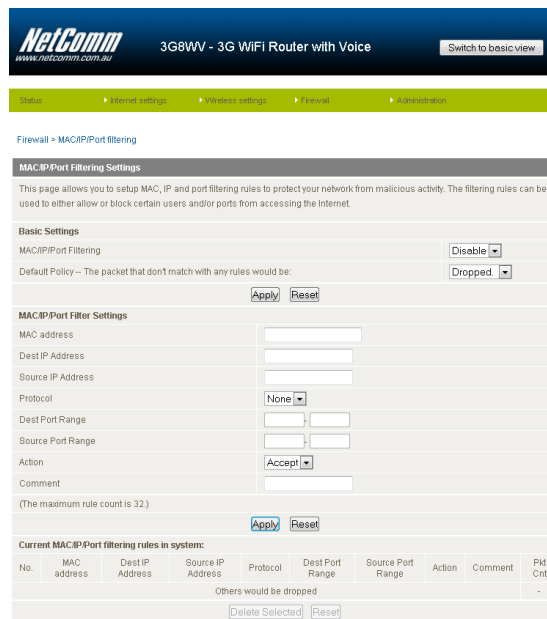 NetComm
www.netcomm.com.au
3G8WV - 3G WiFi Router with Voice
Switch to basic view
Status
Internet settings
Wireless settings
Firewall
Administration
Firewall > MAC/IP/Port filtering
MAC/IP/Port Filtering Settings
This page allows you to setup MAC, IP and port filtering rules to protect your network from malicious activity. The filtering rules can be
used to either allow or block certain users and/or ports from accessing the Internet.
Basic Settings
MAC/IP/Port Filtering
Disable
Default Policy -- The packet that don't match with any rules would be:
Dropped.
Apply Reset
MAC/IP/Port Filter Settings
MAC address
Dest IP Address
Source IP Address
Protocol
None
Dest Port Range
-
Source Port Range
-
Action
Accept
Comment
(The maximum rule count is 32.)
Apply Reset
Current MAC/IP/Port filtering rules in system:
No. MAC address Dest IP Address Source IP Address Protocol Dest Port Range Source Port Range Action Comment Pkt Cnt
Others would be dropped -
Delete Selected Reset